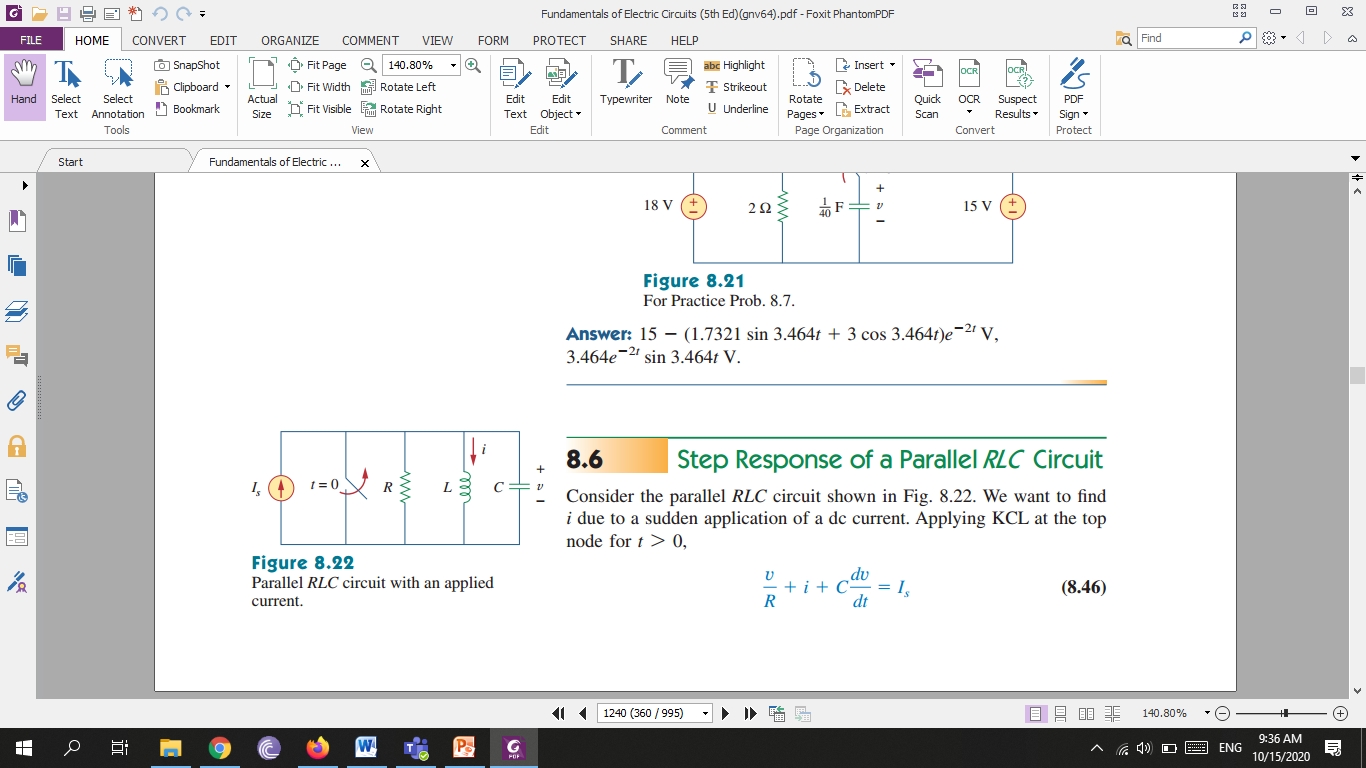 Fundamentals of Electric Circuits (5th Ed)(gnv64).pdf - Foxit PhantomPDF
FILE HOME CONVERT EDIT ORGANIZE COMMENT VIEW FORM PROTECT SHARE HELP Find
Hand
Select Text
Select Annotation
SnapShot
Clipboard
Bookmark
Tools
Actual Size
Fit Page
Fit Width
Fit Visible
140.80%
Rotate Left
Rotate Right
View
Edit Text
Edit Object
Edit
Typewriter
Note
abc Highlight
T Strikeout
U Underline
Comment
Rotate Pages
Insert
Delete
Extract
Page Organization
Quick Scan
OCR
OCR
OCR
Suspect Results
Convert
PDF Sign
Protect
Start
Fundamentals of Electric ...
18 V
2 Ω
1/40 F
+
v
−
15 V
Figure 8.21
For Practice Prob. 8.7.
Answer: 15 − (1.7321 sin 3.464t + 3 cos 3.464t)e^−2t V,
3.464e^−2t sin 3.464t V.
I_s
t = 0
R
L
i
C
+
v
−
Figure 8.22
Parallel RLC circuit with an applied
current.
8.6 Step Response of a Parallel RLC Circuit
Consider the parallel RLC circuit shown in Fig. 8.22. We want to find
i due to a sudden application of a dc current. Applying KCL at the top
node for t > 0,
v/R + i + C dv/dt = I_s (8.46)
1240 (360 / 995)
140.80%
ENG
9:36 AM
10/15/2020